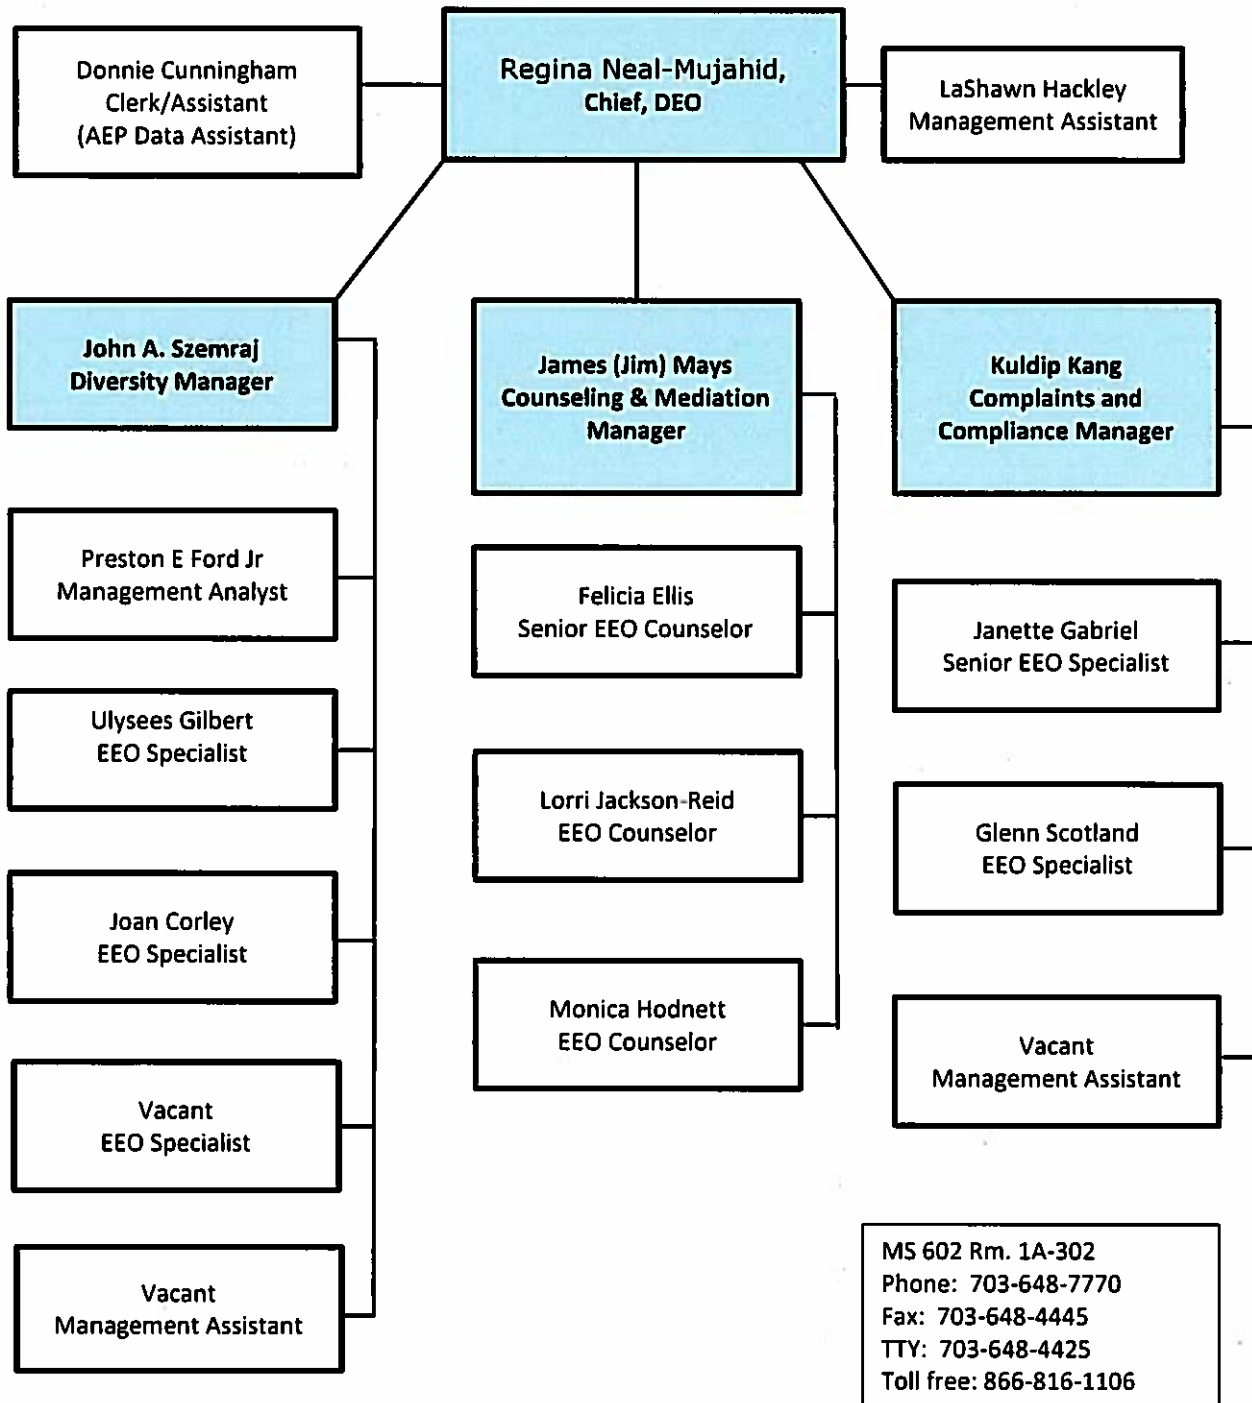 Donnie Cunningham
Clerk/Assistant
(AEP Data Assistant)
Regina Neal-Mujahid,
Chief, DEO
LaShawn Hackley
Management Assistant
John A. Szemraj
Diversity Manager
Preston E Ford Jr
Management Analyst
Ulysees Gilbert
EEO Specialist
Joan Corley
EEO Specialist
Vacant
EEO Specialist
Vacant
Management Assistant
James (Jim) Mays
Counseling & Mediation
Manager
Felicia Ellis
Senior EEO Counselor
Lorri Jackson-Reid
EEO Counselor
Monica Hodnett
EEO Counselor
Kuldip Kang
Complaints and
Compliance Manager
Janette Gabriel
Senior EEO Specialist
Glenn Scotland
EEO Specialist
Vacant
Management Assistant
MS 602 Rm. 1A-302
Phone: 703-648-7770
Fax: 703-648-4445
TTY: 703-648-4425
Toll free: 866-816-1106